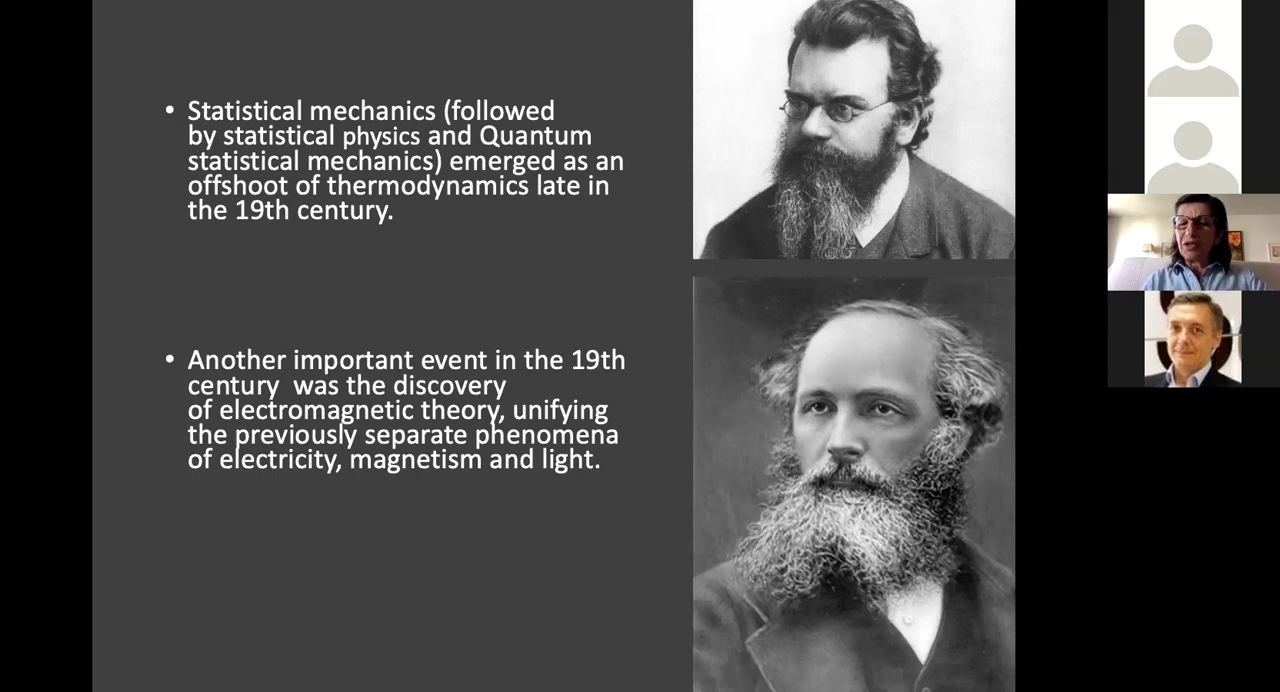 • Statistical mechanics (followed
by statistical physics and Quantum
statistical mechanics) emerged as an
offshoot of thermodynamics late in
the 19th century.
• Another important event in the 19th
century  was the discovery
of electromagnetic theory, unifying
the previously separate phenomena
of electricity, magnetism and light.